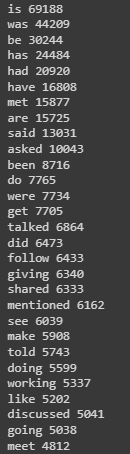 is 69188
was 44209
be 30244
has 24484
had 20920
have 16808
met 15877
are 15725
said 13031
asked 10043
been 8716
do 7765
were 7734
get 7705
talked 6864
did 6473
follow 6433
giving 6340
shared 6333
mentioned 6162
see 6039
make 5908
told 5743
doing 5599
working 5337
like 5202
discussed 5041
going 5038
meet 4812